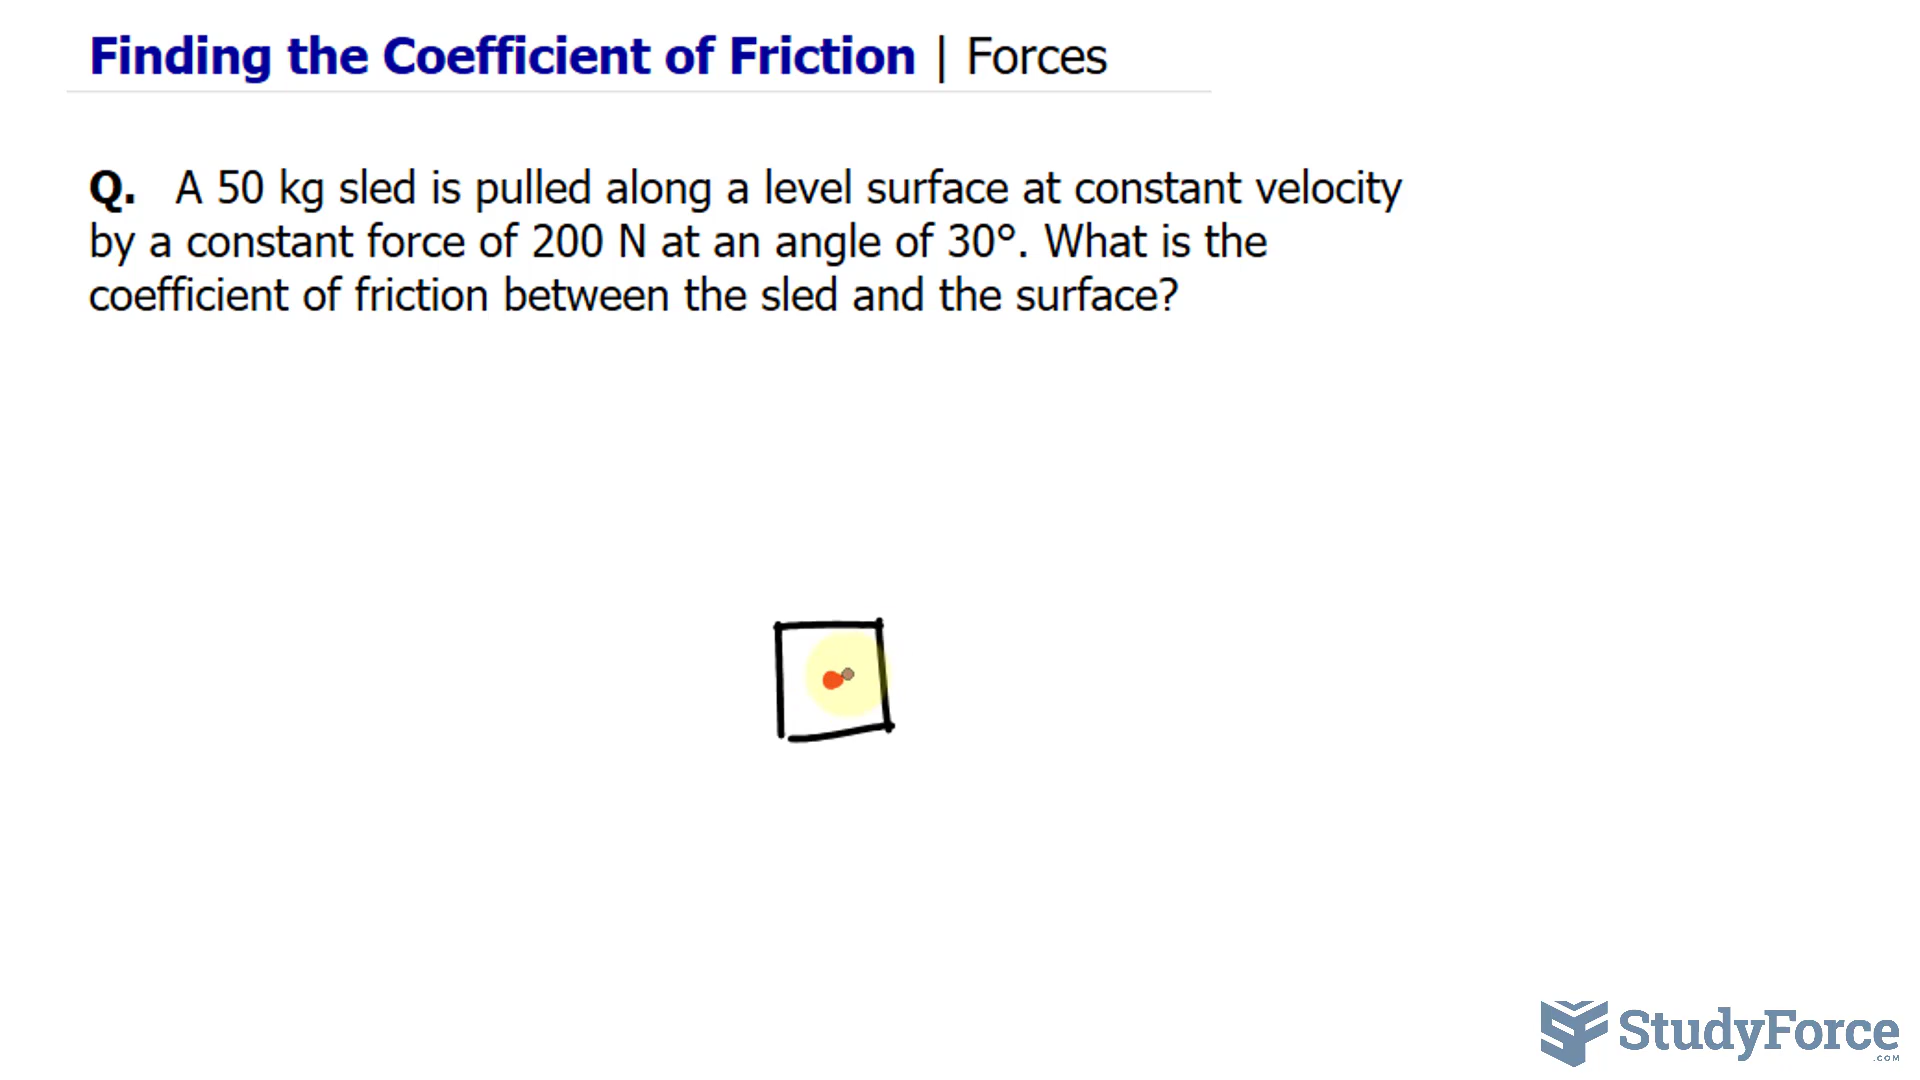 Finding the Coefficient of Friction | Forces
Q. A 50 kg sled is pulled along a level surface at constant velocity
by a constant force of 200 N at an angle of 30°. What is the
coefficient of friction between the sled and the surface?
StudyForce
.COM